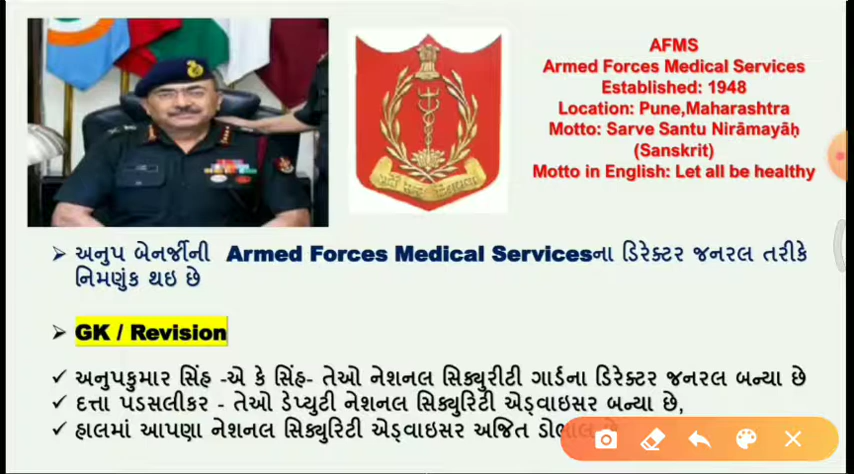 AFMS
Armed Forces Medical Services
Established: 1948
Location: Pune,Maharashtra
Motto: Sarve Santu Nirāmayāḥ
(Sanskrit)
Motto in English: Let all be healthy
અનુપ બેનર્જીની Armed Forces Medical Servicesના ડિરેક્ટર જનરલ તરીકે
નિમણુંક થઇ છે
GK / Revision
અનુપકુમાર સિંહ -એ કે સિંહ- તેઓ નેશનલ સિક્યુરીટી ગાર્ડના ડિરેક્ટર જનરલ બન્યા છે
દત્તા પડસલીકર - તેઓ ડેપ્યુટી નેશનલ સિક્યુરિટી એડ્વાઇસર બન્યા છે,
હાલમાં આપણા નેશનલ સિક્યુરિટી એડ્વાઇસર અજિત ડોભાલ છે